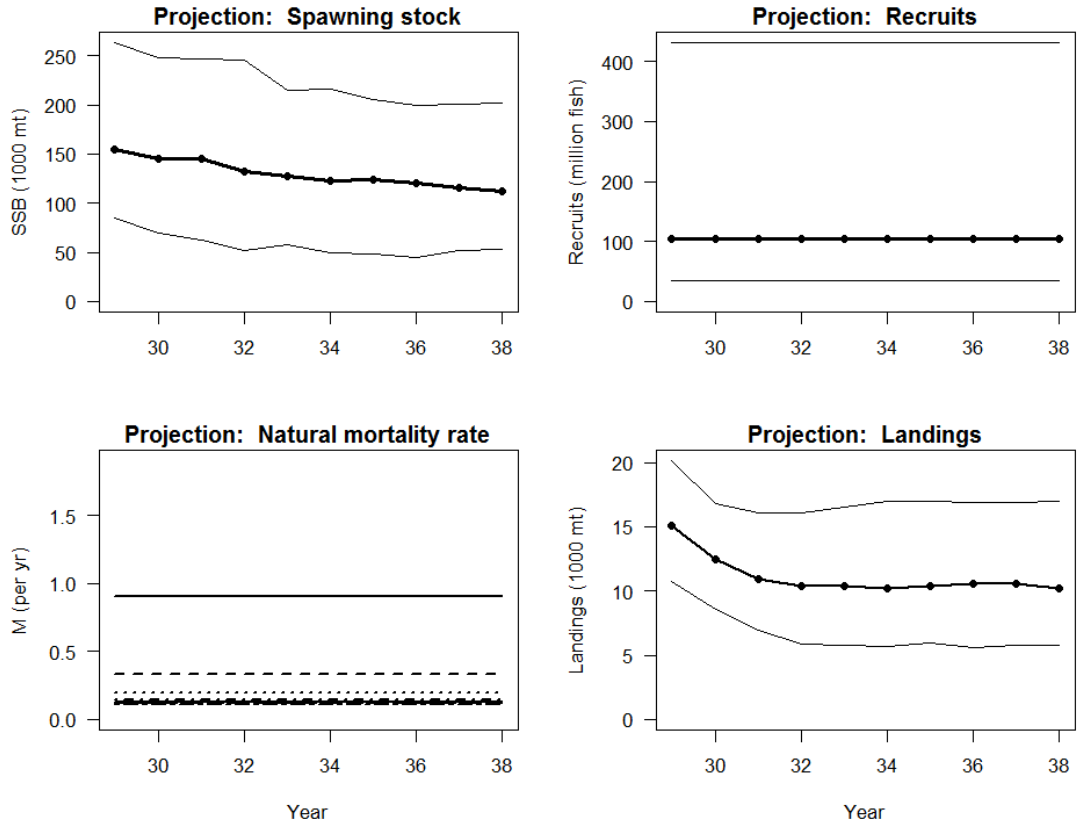 Projection: Spawning stock
SSB (1000 mt)
250
200
150
100
50
0
30 32 34 36 38
Projection: Recruits
Recruits (million fish)
400
300
200
100
0
30 32 34 36 38
Projection: Natural mortality rate
M (per yr)
1.5
1.0
0.5
0.0
30 32 34 36 38
Year
Projection: Landings
Landings (1000 mt)
20
15
10
5
0
30 32 34 36 38
Year